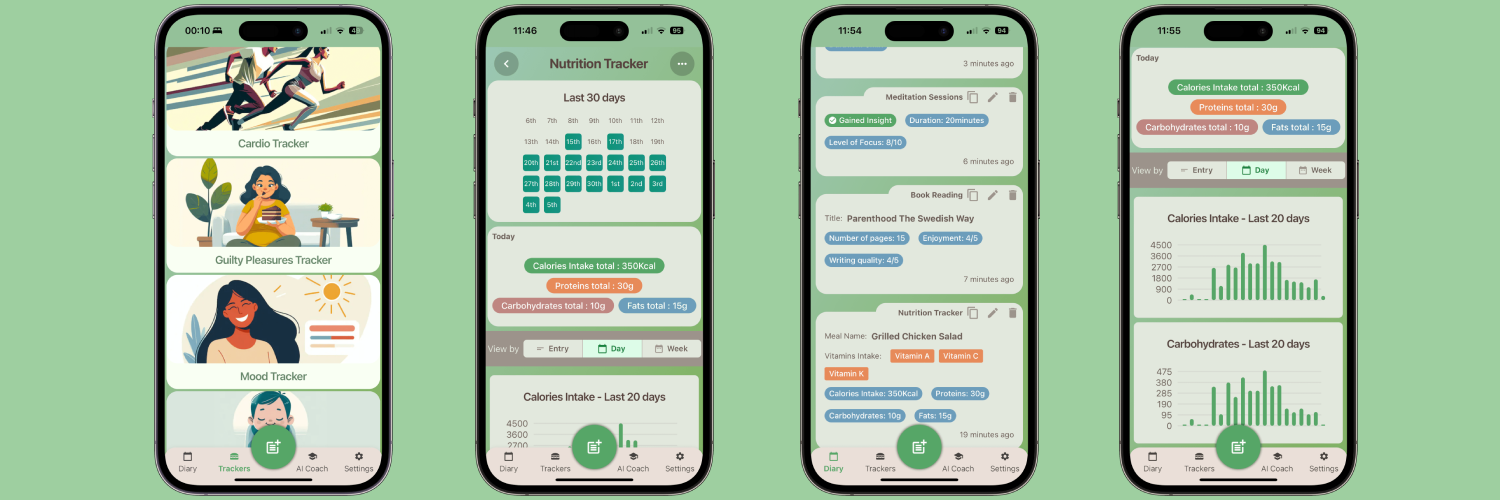 00:10
Cardio Tracker
Guilty Pleasures Tracker
Mood Tracker
Diary Trackers AI Coach Settings
11:46 95
Nutrition Tracker
Last 30 days
6th 7th 8th 9th 10th 11th 12th
13th 14th 15th 16th 17th 18th 19th
20th 21st 22nd 23rd 24th 25th 26th
27th 28th 29th 30th 1st 2nd 3rd
4th 5th
Today
Calories Intake total : 350Kcal
Proteins total : 30g
Carbohydrates total : 10g Fats total : 15g
View by Entry Day Week
Calories Intake - Last 20 days
4500
3600
2700
Diary Trackers AI Coach Settings
11:54 94
3 minutes ago
Meditation Sessions
Gained Insight Duration: 20minutes
Level of Focus: 8/10
6 minutes ago
Book Reading
Title: Parenthood The Swedish Way
Number of pages: 15 Enjoyment: 4/5
Writing quality: 4/5
7 minutes ago
Nutrition Tracker
Meal Name: Grilled Chicken Salad
Vitamins Intake: Vitamin A Vitamin C
Vitamin K
Calories Intake: 350Kcal Proteins: 30g
Carbohydrates: 10g Fats: 15g
19 minutes ago
Diary Trackers AI Coach Settings
11:55 94
Today
Calories Intake total : 350Kcal
Proteins total : 30g
Carbohydrates total : 10g Fats total : 15g
View by Entry Day Week
Calories Intake - Last 20 days
4500
3600
2700
1800
900
0
Carbohydrates - Last 20 days
475
380
285
190
95
0
Diary Trackers AI Coach Settings